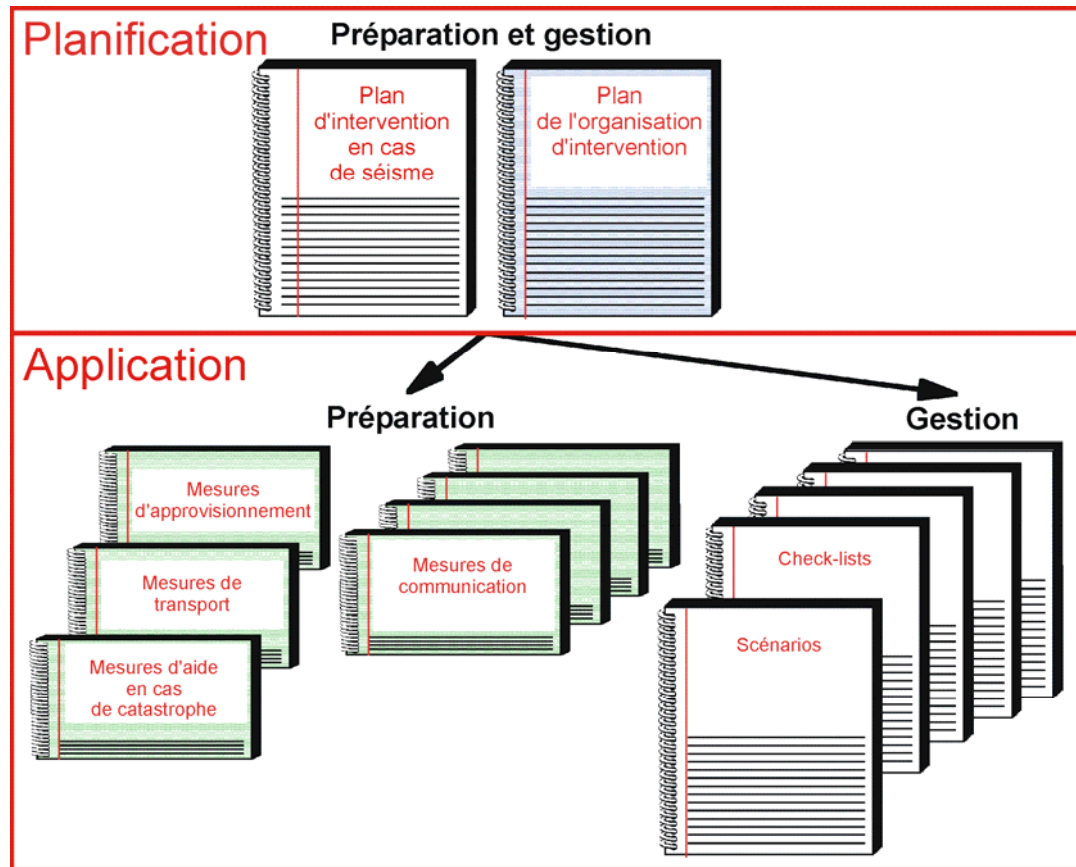 Planification
Préparation et gestion
Plan
d'intervention
en cas
de séisme
Plan
de l'organisation
d'intervention
Application
Préparation
Gestion
Mesures
d'approvisionnement
Mesures de
transport
Mesures d'aide
en cas
de catastrophe
Mesures de
communication
Check-lists
Scénarios